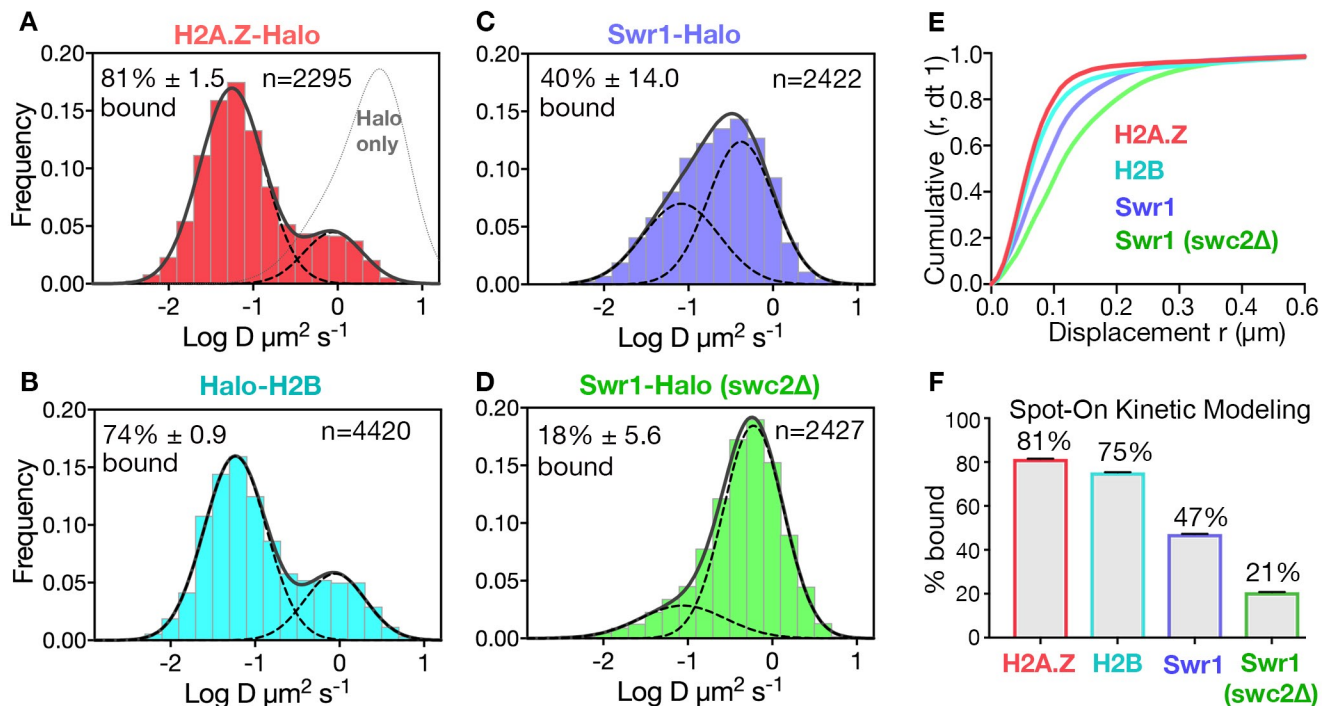 A
H2A.Z-Halo
81% ± 1.5
bound
n=2295
Halo
only
Frequency
0.20
0.15
0.10
0.05
0.00
-2 -1 0 1
Log D µm² s⁻¹
B
Halo-H2B
74% ± 0.9
bound
n=4420
Frequency
0.20
0.15
0.10
0.05
0.00
-2 -1 0 1
Log D µm² s⁻¹
C
Swr1-Halo
40% ± 14.0
bound
n=2422
0.20
0.15
0.10
0.05
0.00
-2 -1 0 1
Log D µm² s⁻¹
D
Swr1-Halo (swc2Δ)
18% ± 5.6
bound
n=2427
0.20
0.15
0.10
0.05
0.00
-2 -1 0 1
Log D µm² s⁻¹
E
Cumulative (r, dt 1)
1.0
0.8
0.6
0.4
0.2
0.0
H2A.Z
H2B
Swr1
Swr1 (swc2Δ)
0.0 0.1 0.2 0.3 0.4 0.6
Displacement r (µm)
F
Spot-On Kinetic Modeling
% bound
100
80
60
40
20
0
81%
75%
47%
21%
H2A.Z H2B Swr1 Swr1
(swc2Δ)